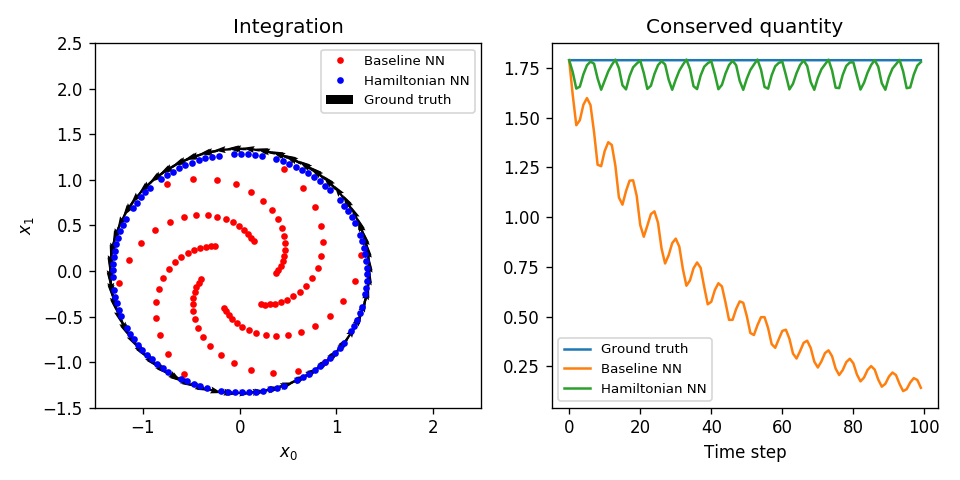 Integration
2.5
2.0
1.5
1.0
0.5
0.0
−0.5
−1.0
−1.5
x1
−1
0
1
2
x0
Baseline NN
Hamiltonian NN
Ground truth
Conserved quantity
1.75
1.50
1.25
1.00
0.75
0.50
0.25
0
20
40
60
80
100
Time step
Ground truth
Baseline NN
Hamiltonian NN